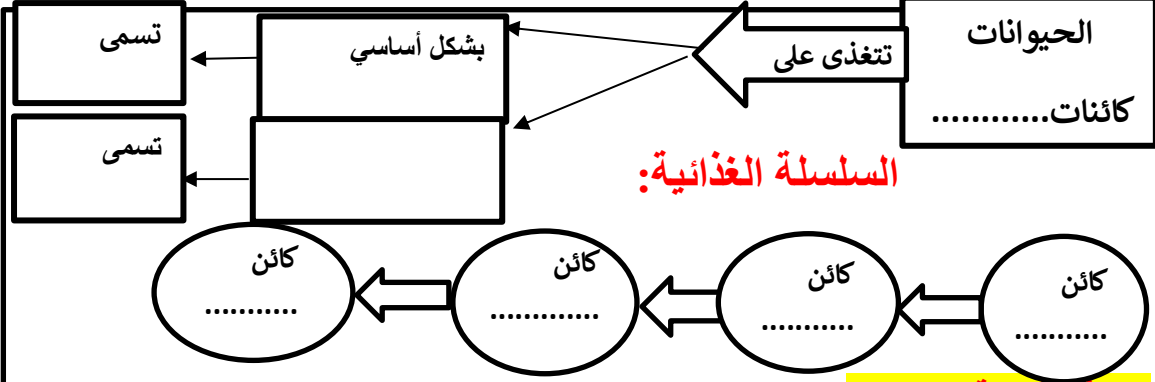 الحيوانات
كائنات............
تتغذى على
بشكل أساسي
تسمى
تسمى
السلسلة الغذائية:
كائن
...........
كائن
...........
كائن
.............
كائن
...........